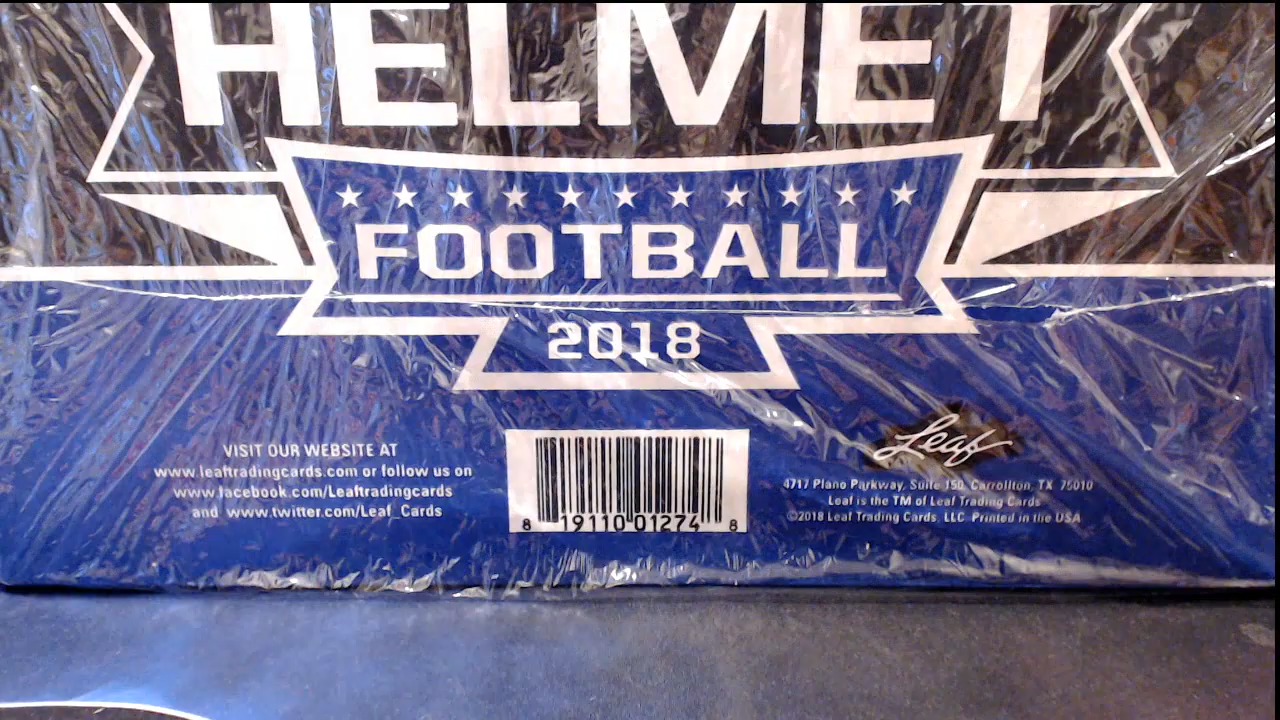 HELMET
FOOTBALL
2018
VISIT OUR WEBSITE AT
www.leaftradingcards.com or follow us on
www.facebook.com/Leaftradingcards
and www.twitter.com/Leaf_Cards
8 19110 01274 8
Leaf
4717 Plano Parkway, Suite 150, Carrollton, TX 75010
Leaf is the TM of Leaf Trading Cards
©2018 Leaf Trading Cards, LLC Printed in the USA